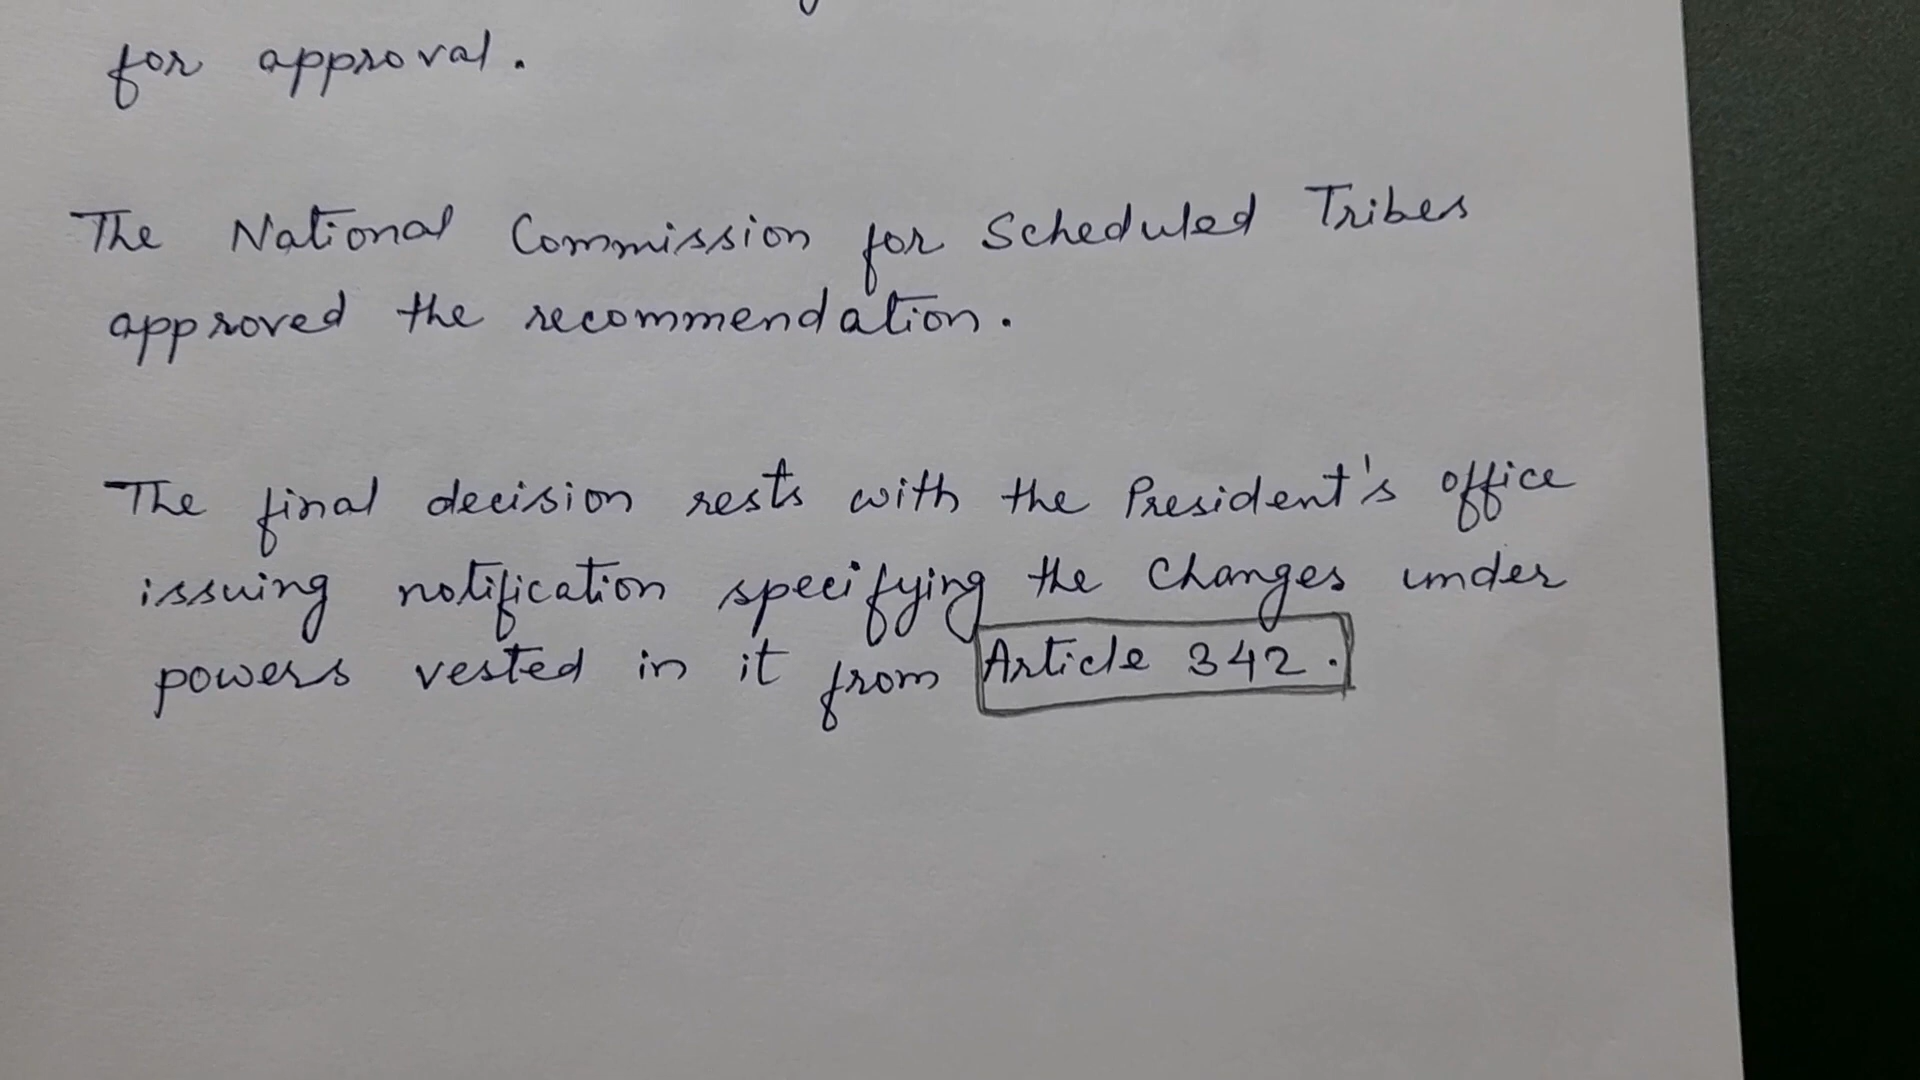 for approval.
The National Commission for Scheduled Tribes
approved the recommendation.
The final decision rests with the President's office
issuing notification specifying the changes under
powers vested in it from Article 342.